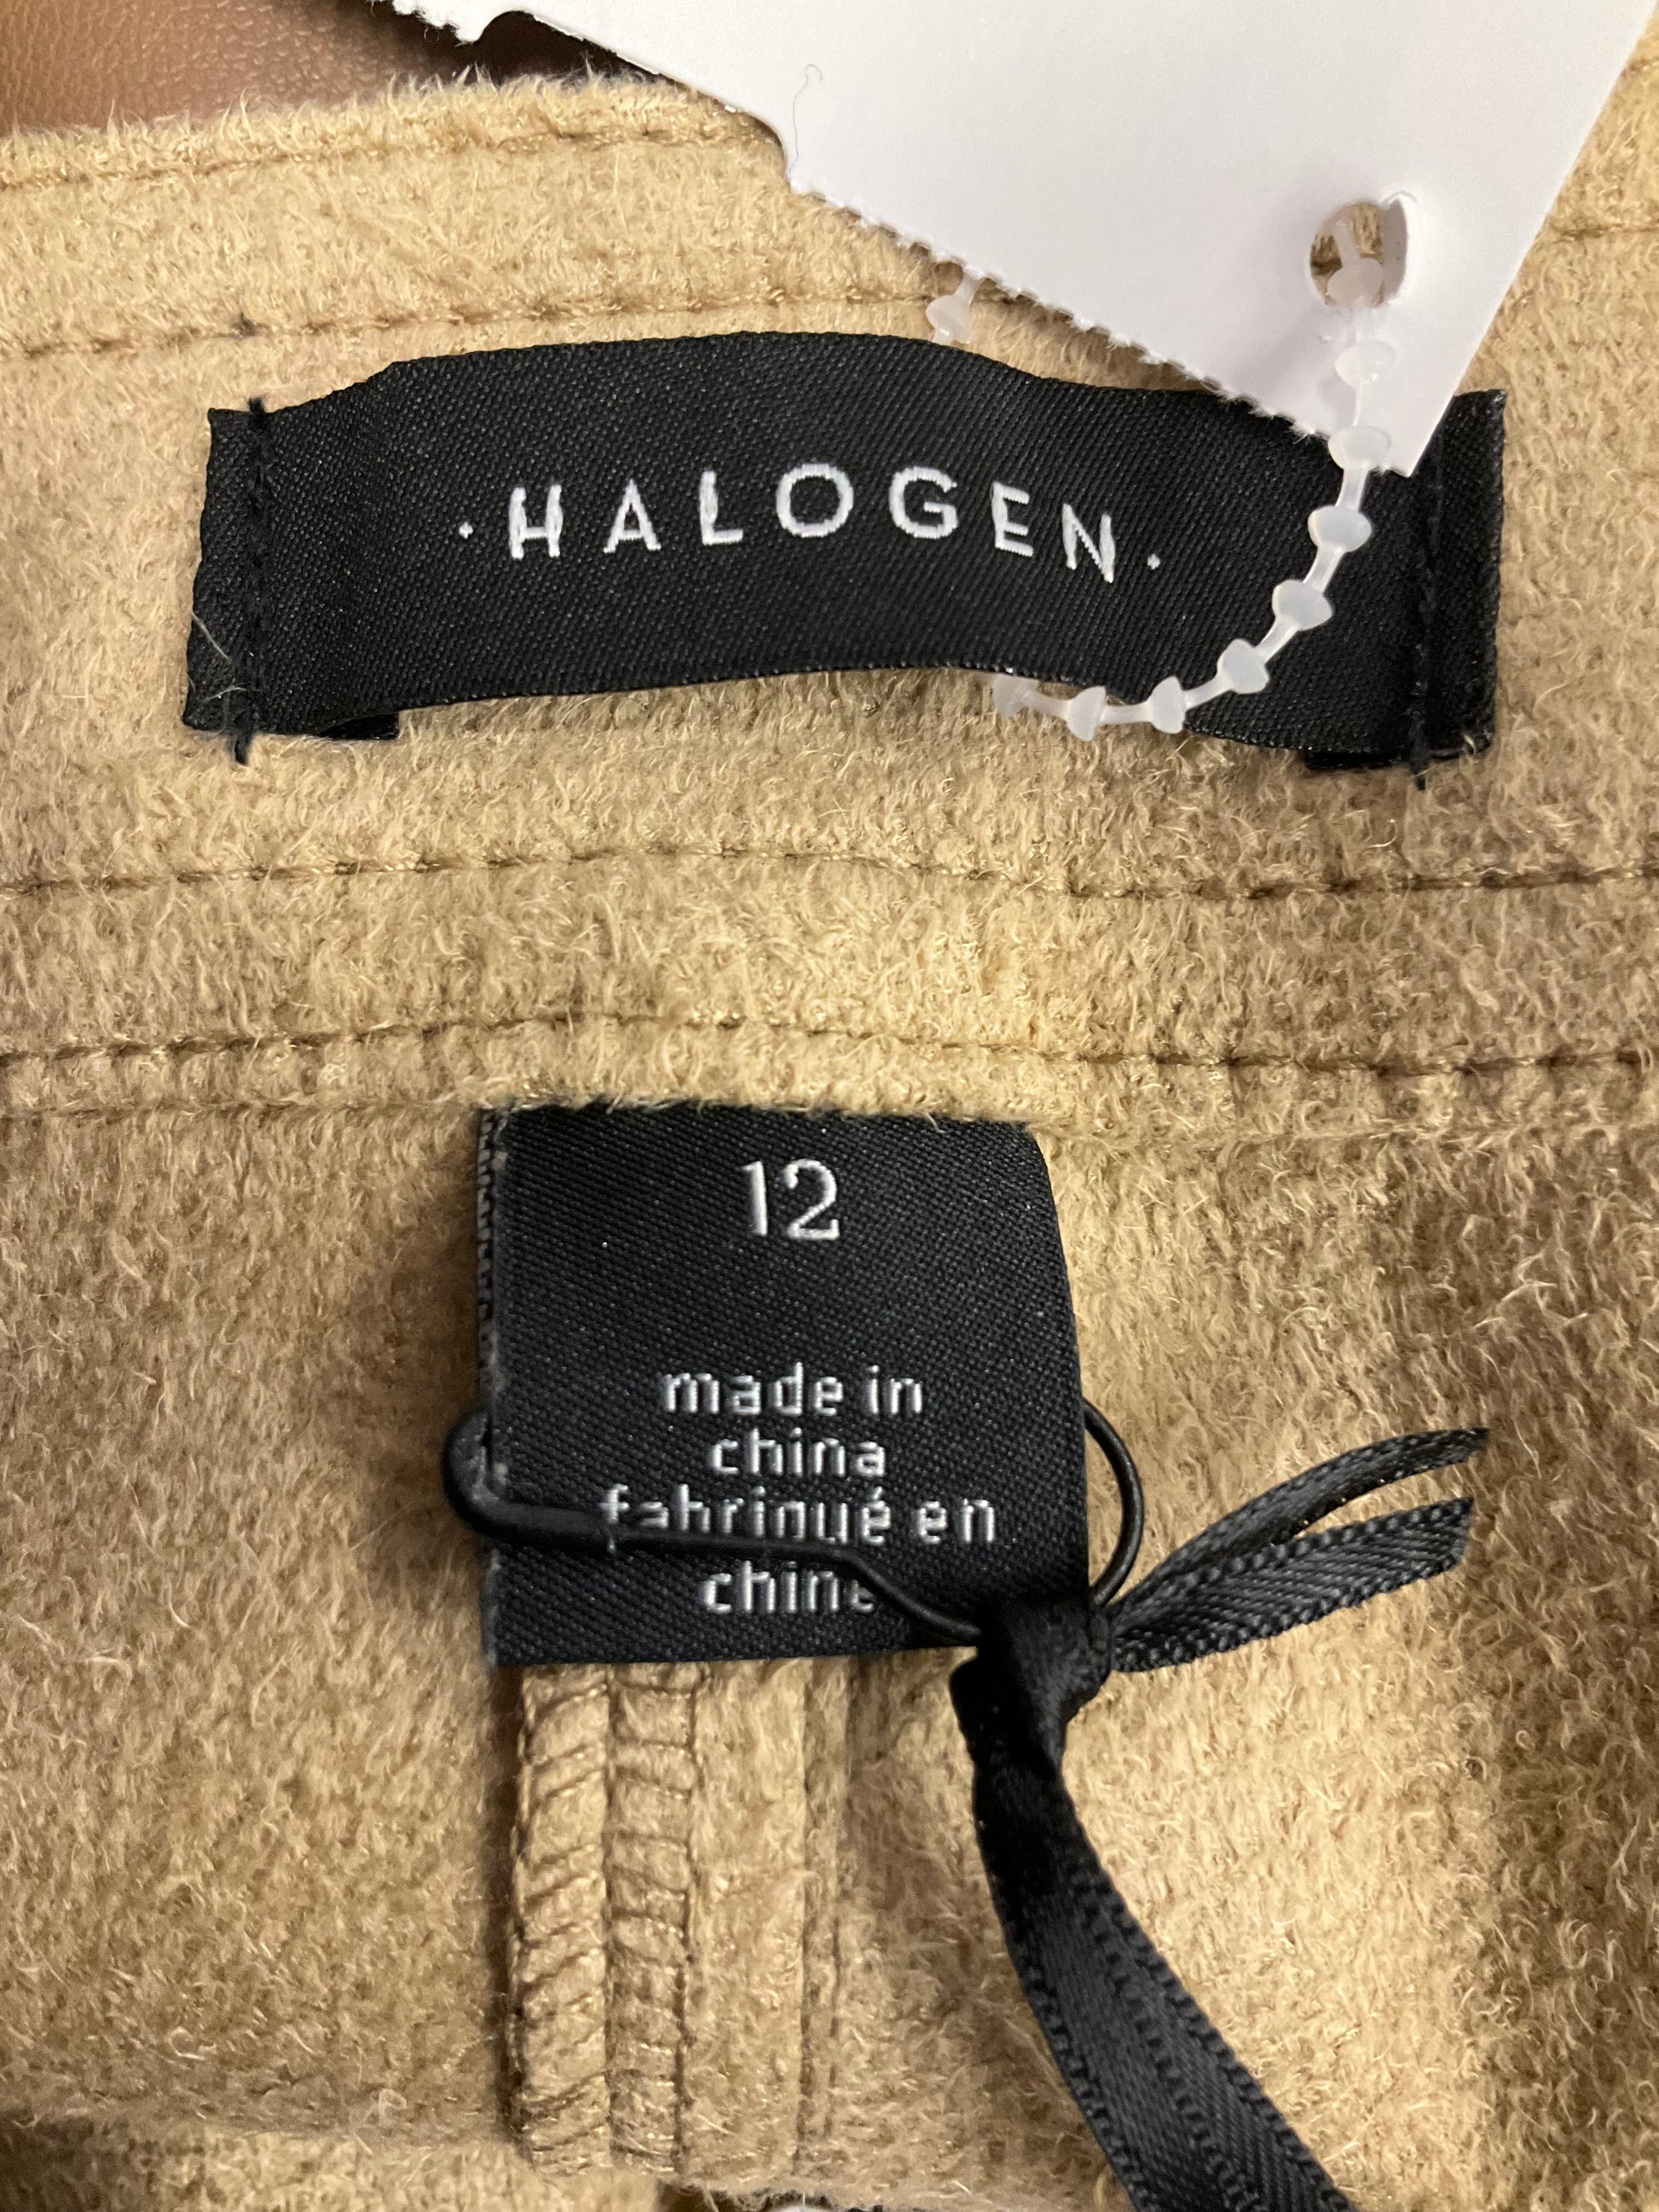 ·HALOGEN·
12
made in
china
fabriqué en
chine